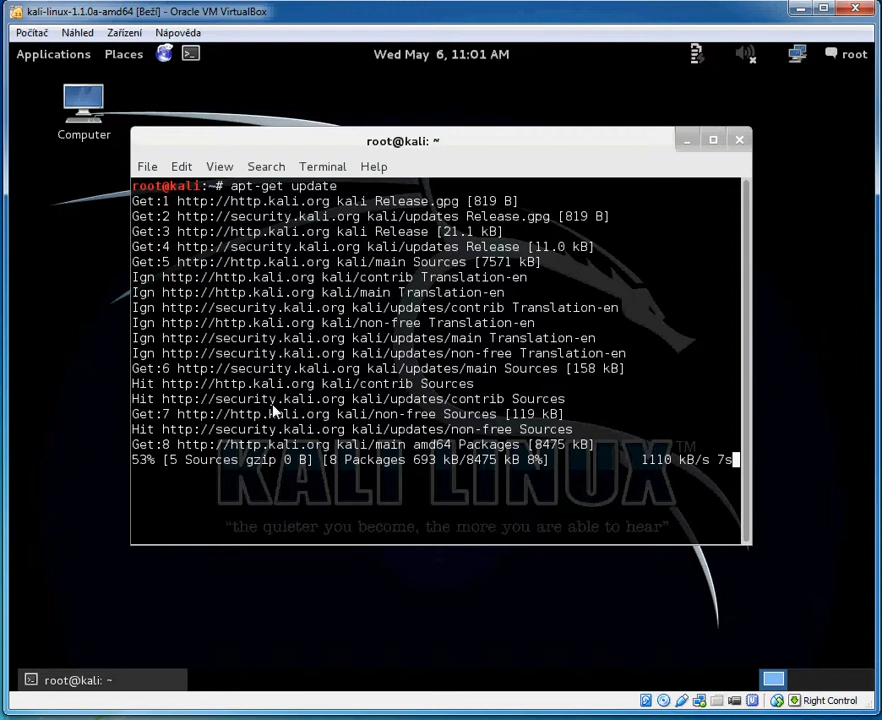 kali-linux-1.1.0a-amd64 [Beží] - Oracle VM VirtualBox
Počítač Náhled Zařízení Nápověda
Applications Places Wed May 6, 11:01 AM root
Computer
root@kali: ~
File Edit View Search Terminal Help
root@kali:~# apt-get update
Get:1 http://http.kali.org kali Release.gpg [819 B]
Get:2 http://security.kali.org kali/updates Release.gpg [819 B]
Get:3 http://http.kali.org kali Release [21.1 kB]
Get:4 http://security.kali.org kali/updates Release [11.0 kB]
Get:5 http://http.kali.org kali/main Sources [7571 kB]
Ign http://http.kali.org kali/contrib Translation-en
Ign http://http.kali.org kali/main Translation-en
Ign http://security.kali.org kali/updates/contrib Translation-en
Ign http://http.kali.org kali/non-free Translation-en
Ign http://security.kali.org kali/updates/main Translation-en
Ign http://security.kali.org kali/updates/non-free Translation-en
Get:6 http://security.kali.org kali/updates/main Sources [158 kB]
Hit http://http.kali.org kali/contrib Sources
Hit http://security.kali.org kali/updates/contrib Sources
Get:7 http://http.kali.org kali/non-free Sources [119 kB]
Hit http://security.kali.org kali/updates/non-free Sources
Get:8 http://http.kali.org kali/main amd64 Packages [8475 kB]
53% [5 Sources gzip 0 B] [8 Packages 693 kB/8475 kB 8%] 1110 kB/s 7s
KALI LINUX™
"the quieter you become, the more you are able to hear"
root@kali: ~
Right Control